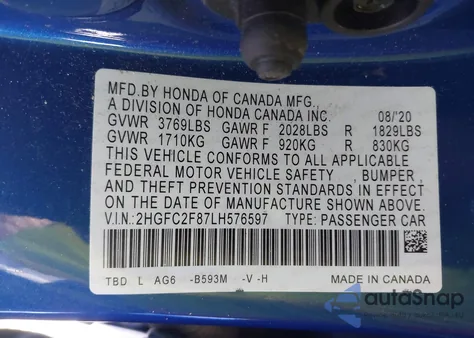 MFD.BY HONDA OF CANADA MFG.,
A DIVISION OF HONDA CANADA INC. 08/'20
GVWR 3769LBS GAWR F 2028LBS R 1829LBS
GVWR 1710KG GAWR F 920KG R 830KG
THIS VEHICLE CONFORMS TO ALL APPLICABLE
FEDERAL MOTOR VEHICLE SAFETY , BUMPER ,
AND THEFT PREVENTION STANDARDS IN EFFECT
ON THE DATE OF MANUFACTURE SHOWN ABOVE.
V.I.N:2HGFC2F87LH576597 TYPE: PASSENGER CAR
TBD L AG6 -B593M -V -H MADE IN CANADA
autoSnap